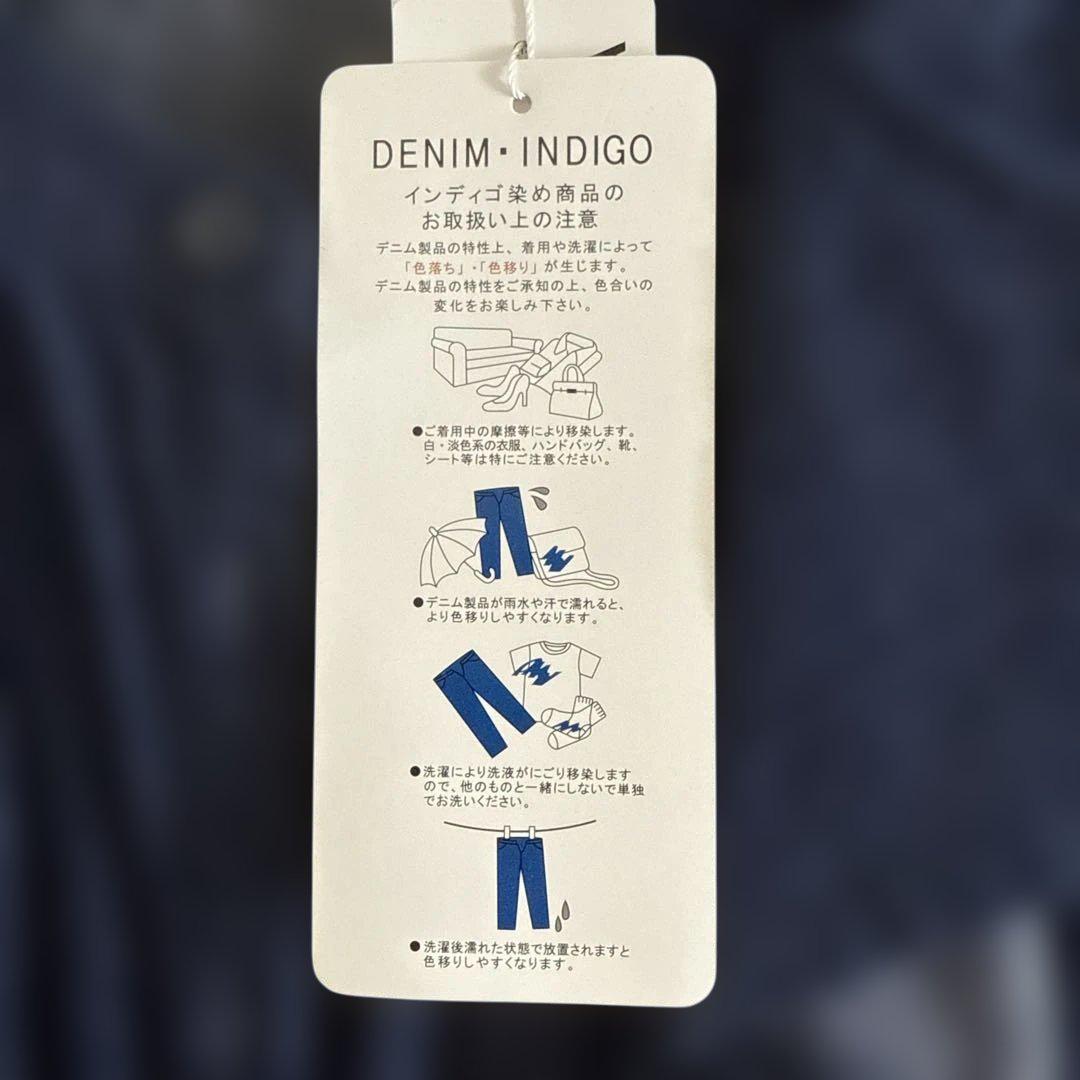 DENIM・INDIGO
インディゴ染め商品の
お取扱い上の注意
デニム製品の特性上、着用や洗濯によって
「色落ち」・「色移り」が生じます。
デニム製品の特性をご承知の上、色合いの
変化をお楽しみ下さい。
●ご着用中の摩擦等により移染します。
白・淡色系の衣服、ハンドバッグ、靴、
シート等は特にご注意ください。
●デニム製品が雨水や汗で濡れると、
より色移りしやすくなります。
●洗濯により洗液がにごり移染します
ので、他のものと一緒にしないで単独
でお洗いください。
●洗濯後濡れた状態で放置されますと
色移りしやすくなります。